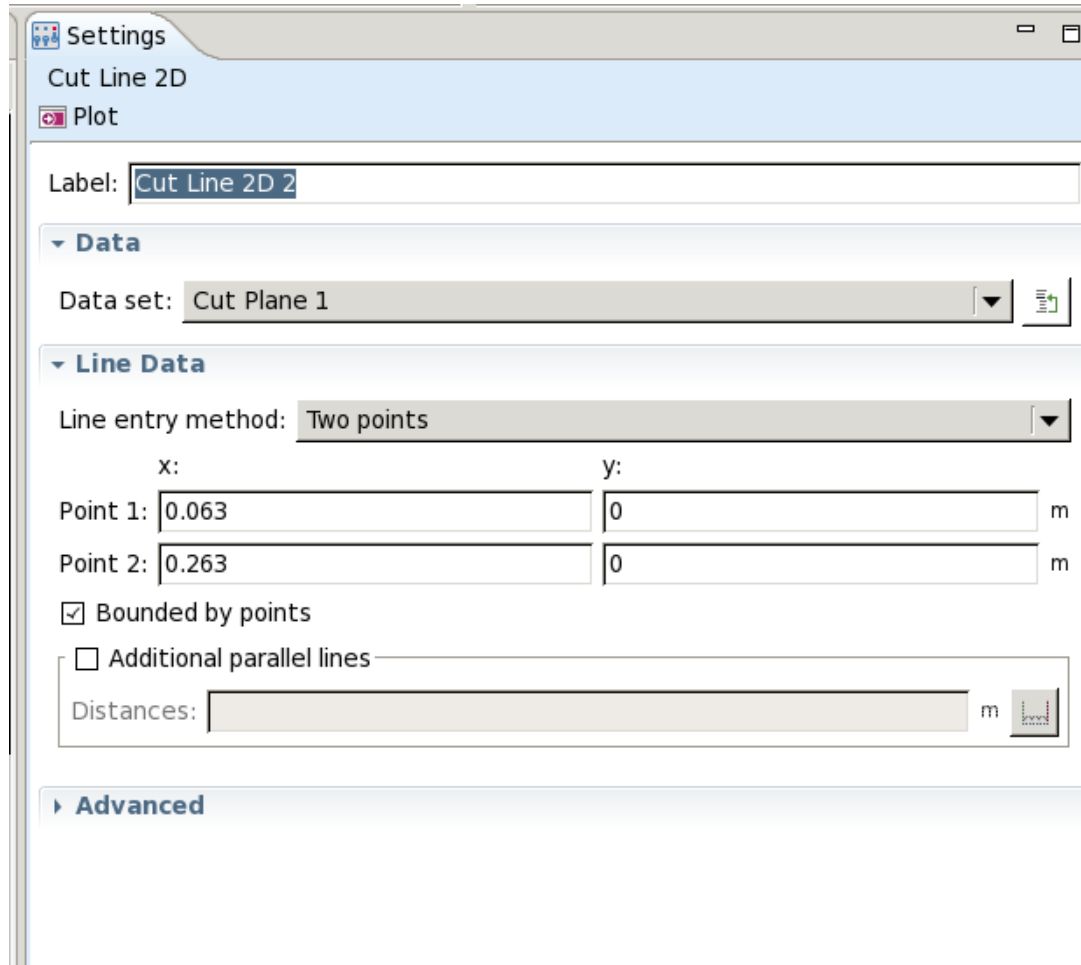 Settings
Cut Line 2D
Plot
Label: Cut Line 2D 2
Data
Data set: Cut Plane 1
Line Data
Line entry method: Two points
x: y:
Point 1: 0.063 0 m
Point 2: 0.263 0 m
Bounded by points
Additional parallel lines
Distances: m
Advanced